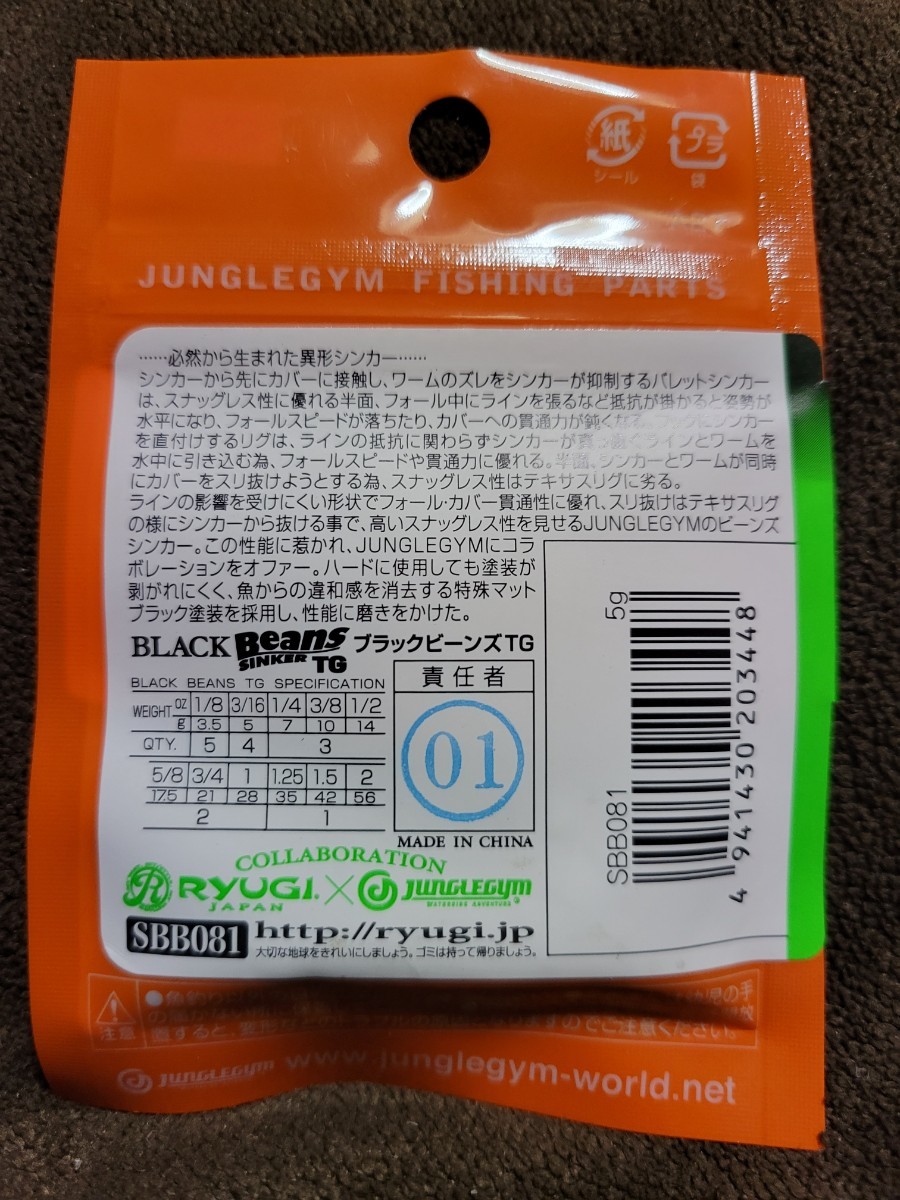 紙
シール
プラ
袋
JUNGLEGYM FISHING PARTS
……必然から生まれた異形シンカー……
シンカーから先にカバーに接触し、ワームのズレをシンカーが抑制するバレットシンカー
は、スナッグレス性に優れる半面、フォール中にラインを張るなど抵抗が掛かると姿勢が
水平になり、フォールスピードが落ちたり、カバーへの貫通力が鈍くなる。フックにシンカー
を直付けするリグは、ラインの抵抗に関わらずシンカーが真っ直ぐラインとワームを
水中に引き込む為、フォールスピードや貫通力に優れる。半面、シンカーとワームが同時
にカバーをスリ抜けようとする為、スナッグレス性はテキサスリグに劣る。
ラインの影響を受けにくい形状でフォール・カバー貫通性に優れ、スリ抜けはテキサスリグ
の様にシンカーから抜ける事で、高いスナッグレス性を見せるJUNGLEGYMのビーンズ
シンカー。この性能に惹かれ、JUNGLEGYMにコラ
ボレーションをオファー。ハードに使用しても塗装が
剥がれにくく、魚からの違和感を消去する特殊マット
ブラック塗装を採用し、性能に磨きをかけた。
BLACK Beans SINKER TG ブラックビーンズTG
BLACK BEANS TG SPECIFICATION
WEIGHT oz 1/8 3/16 1/4 3/8 1/2
g 3.5 5 7 10 14
QTY. 5 4 3
5/8 3/4 1 1.25 1.5 2
17.5 21 28 35 42 56
2 1
責任者
01
MADE IN CHINA
5g
SBB081
4 941430 203448
COLLABORATION
R RYUGI. JAPAN × JUNGLEGYM
SBB081 http://ryugi.jp
大切な地球をきれいにしましょう。ゴミは持って帰りましょう。
注意
のでご注意ください。
JUNGLEGYM www.junglegym-world.net